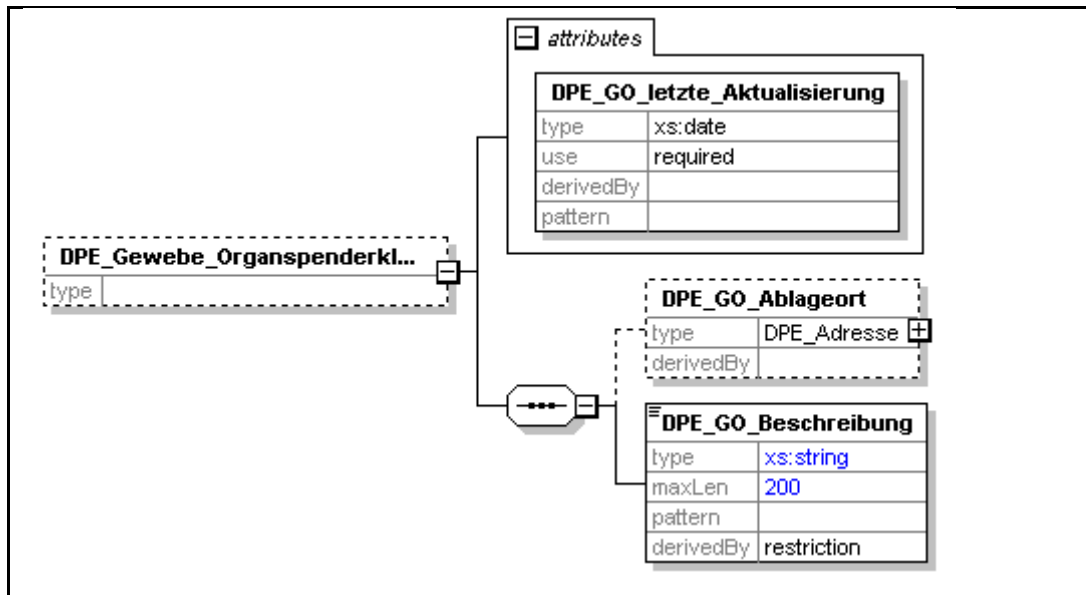 attributes
DPE_GO_letzte_Aktualisierung
type xs:date
use required
derivedBy
pattern
DPE_Gewebe_Organspenderkl...
type
DPE_GO_Ablageort
type DPE_Adresse
derivedBy
DPE_GO_Beschreibung
type xs:string
maxLen 200
pattern
derivedBy restriction